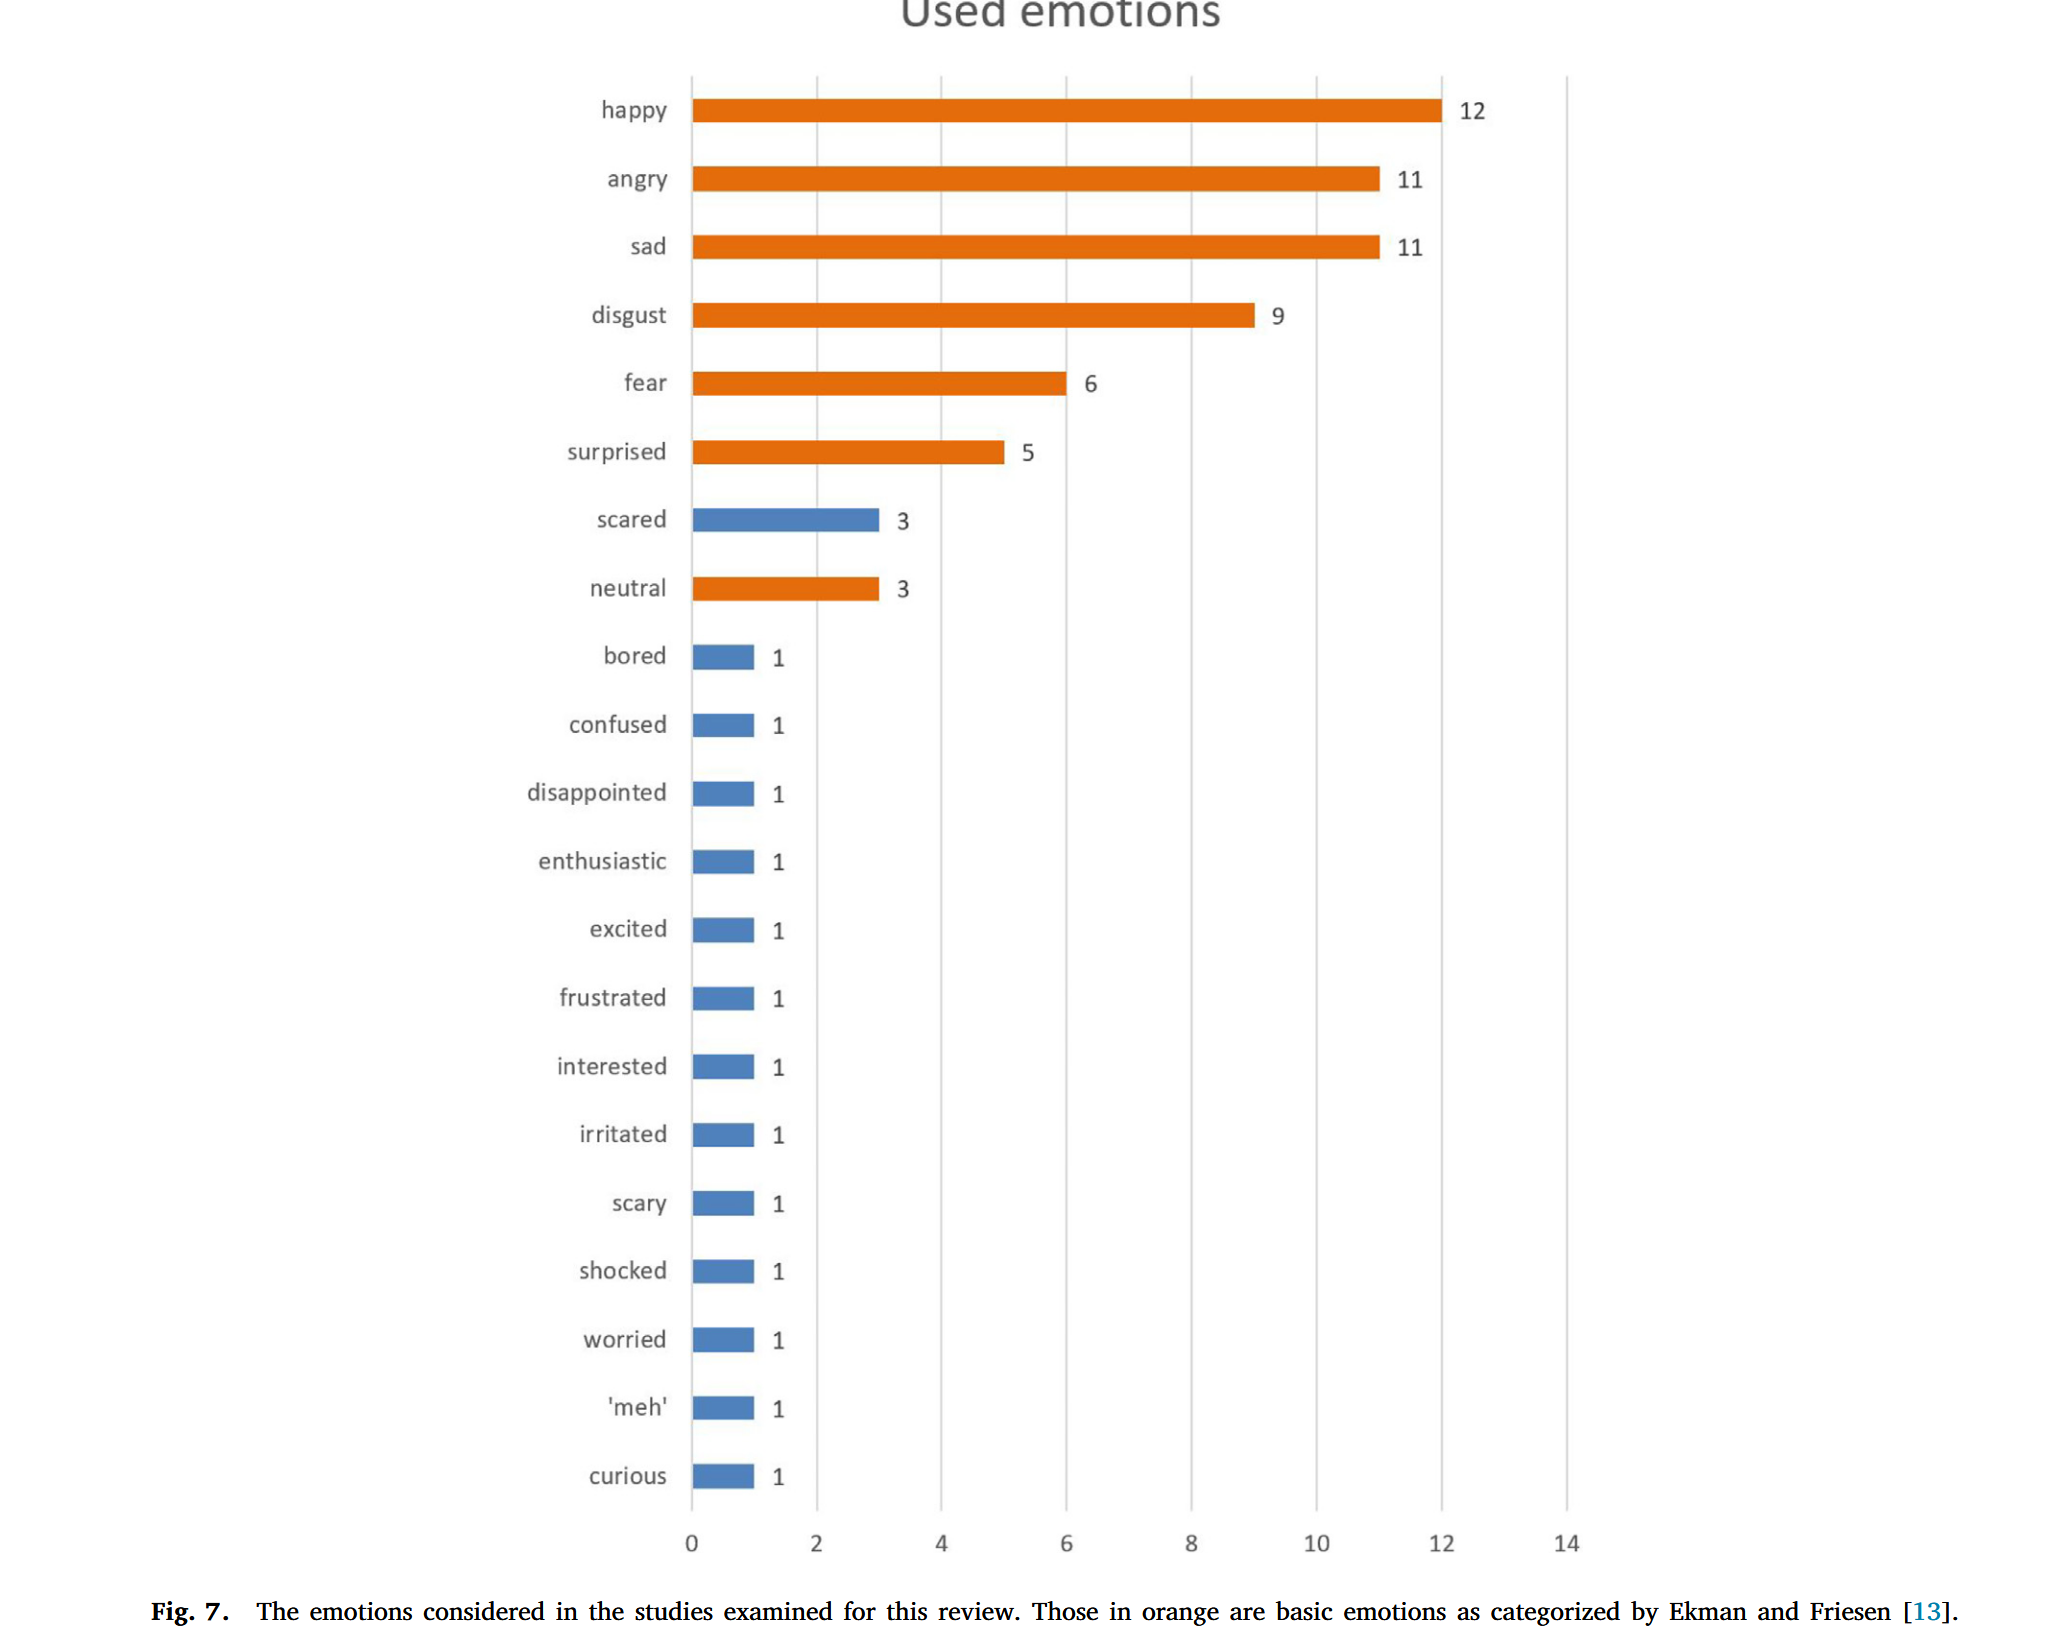 Used emotions
happy 12
angry 11
sad 11
disgust 9
fear 6
surprised 5
scared 3
neutral 3
bored 1
confused 1
disappointed 1
enthusiastic 1
excited 1
frustrated 1
interested 1
irritated 1
scary 1
shocked 1
worried 1
'meh' 1
curious 1
0 2 4 6 8 10 12 14
Fig. 7. The emotions considered in the studies examined for this review. Those in orange are basic emotions as categorized by Ekman and Friesen [13].